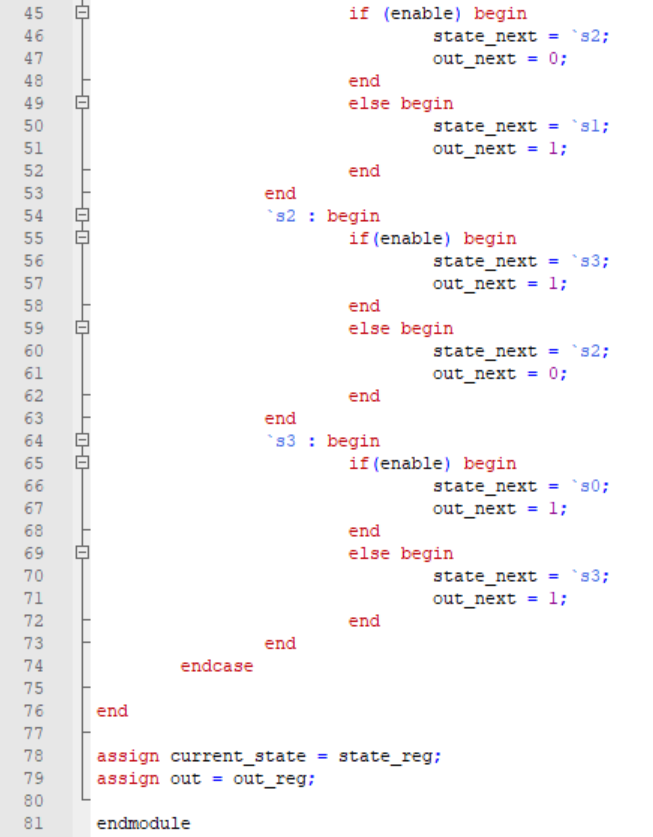 45 if (enable) begin
46 state_next = `s2;
47 out_next = 0;
48 end
49 else begin
50 state_next = `s1;
51 out_next = 1;
52 end
53 end
54 `s2 : begin
55 if(enable) begin
56 state_next = `s3;
57 out_next = 1;
58 end
59 else begin
60 state_next = `s2;
61 out_next = 0;
62 end
63 end
64 `s3 : begin
65 if(enable) begin
66 state_next = `s0;
67 out_next = 1;
68 end
69 else begin
70 state_next = `s3;
71 out_next = 1;
72 end
73 end
74 endcase
75
76 end
77
78 assign current_state = state_reg;
79 assign out = out_reg;
80
81 endmodule